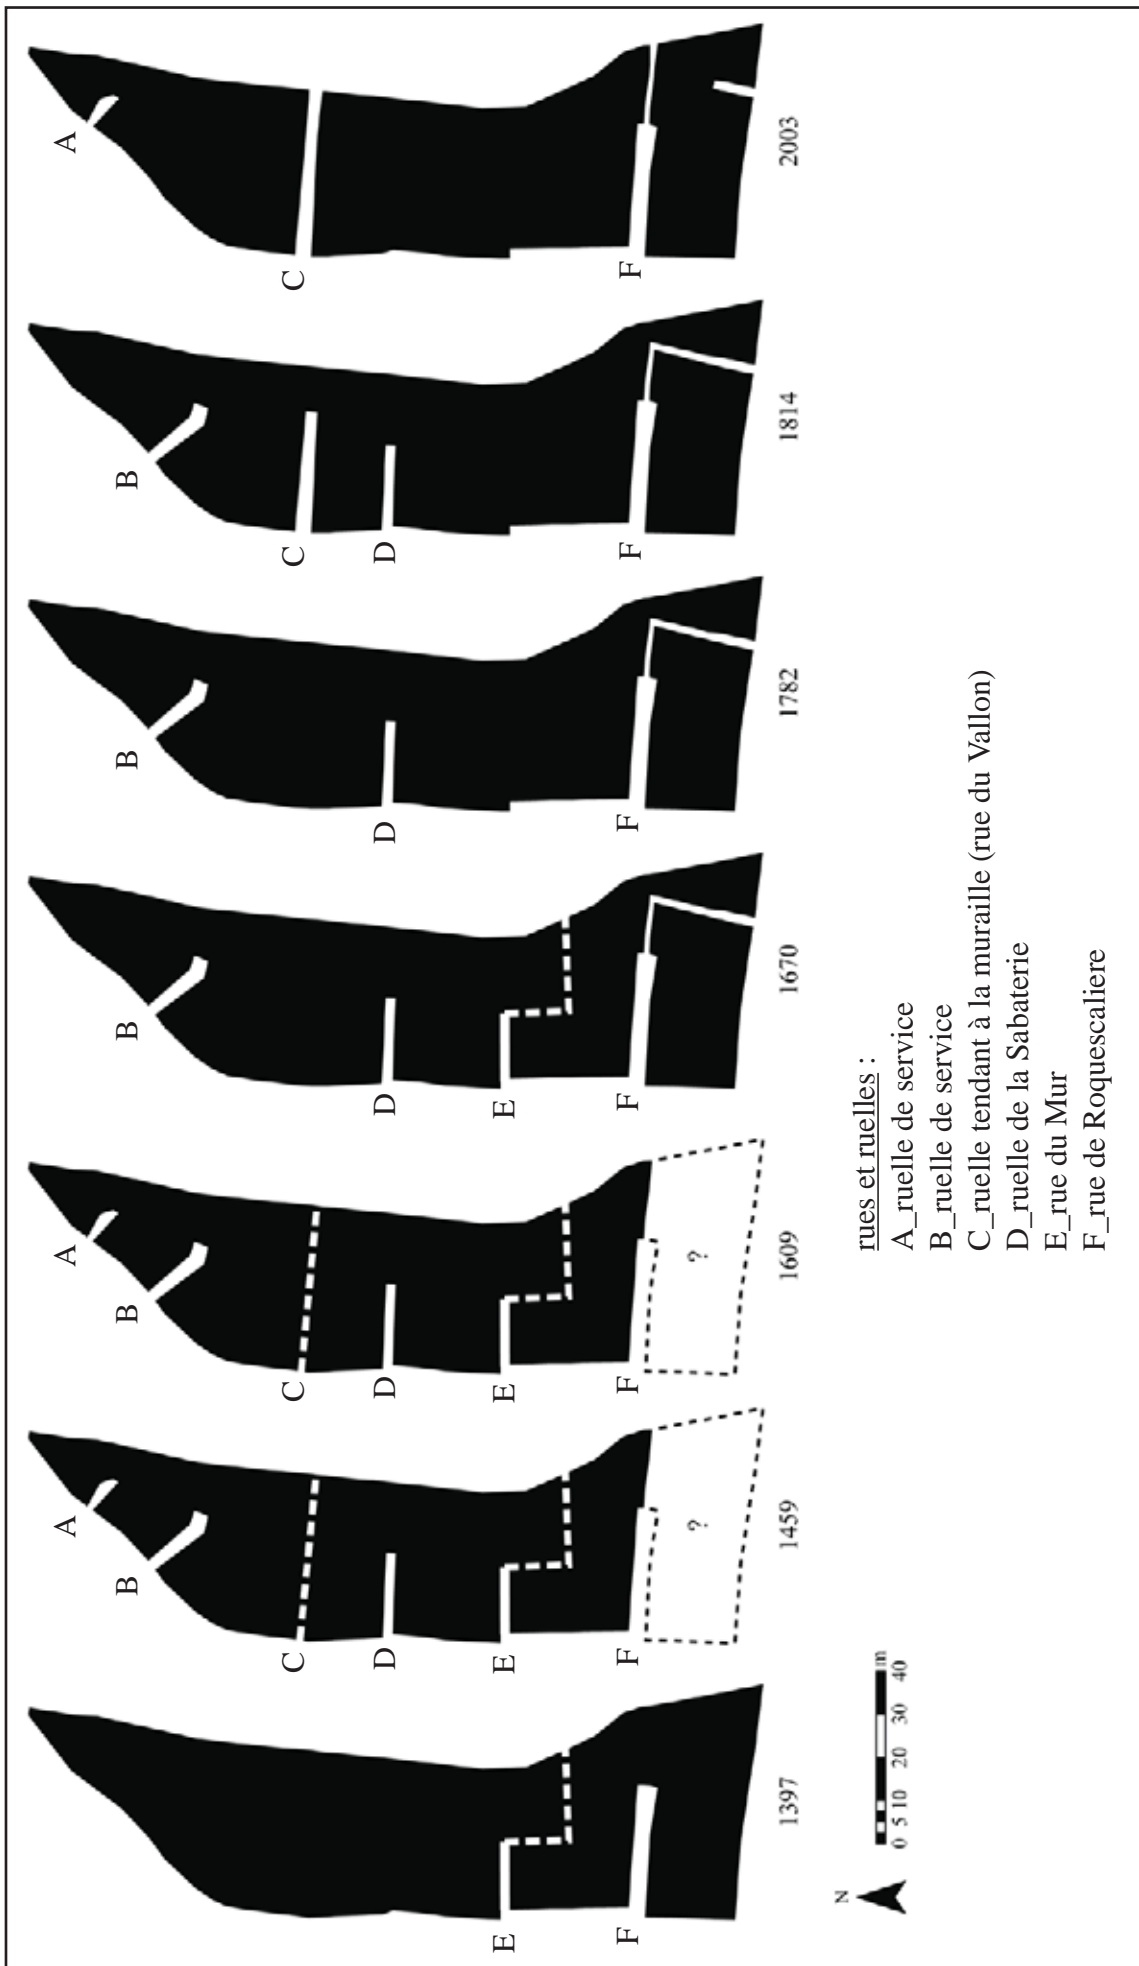 E
F
1397
A
B
C
D
E
F
?
1459
A
B
C
D
E
F
?
1609
B
D
E
F
1670
B
D
F
1782
B
C
D
F
1814
A
C
F
2003
N
0 5 10 20 30 40 m
rues et ruelles :
A_ruelle de service
B_ruelle de service
C_ruelle tendant à la muraille (rue du Vallon)
D_ruelle de la Sabaterie
E_rue du Mur
F_rue de Roquescaliere